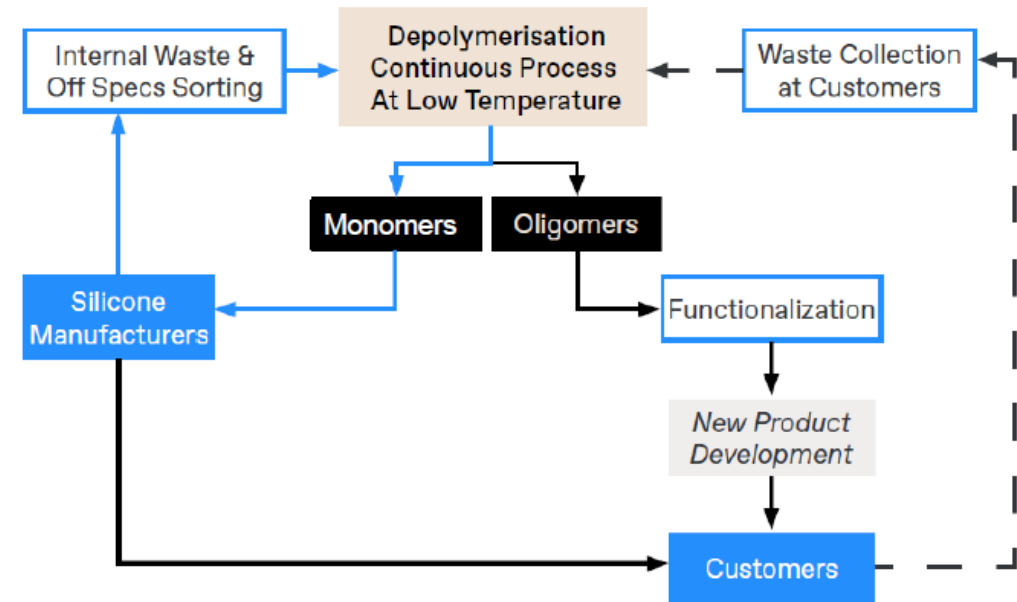 Internal Waste &
Off Specs Sorting
Depolymerisation
Continuous Process
At Low Temperature
Waste Collection
at Customers
Monomers
Oligomers
Silicone
Manufacturers
Functionalization
New Product
Development
Customers